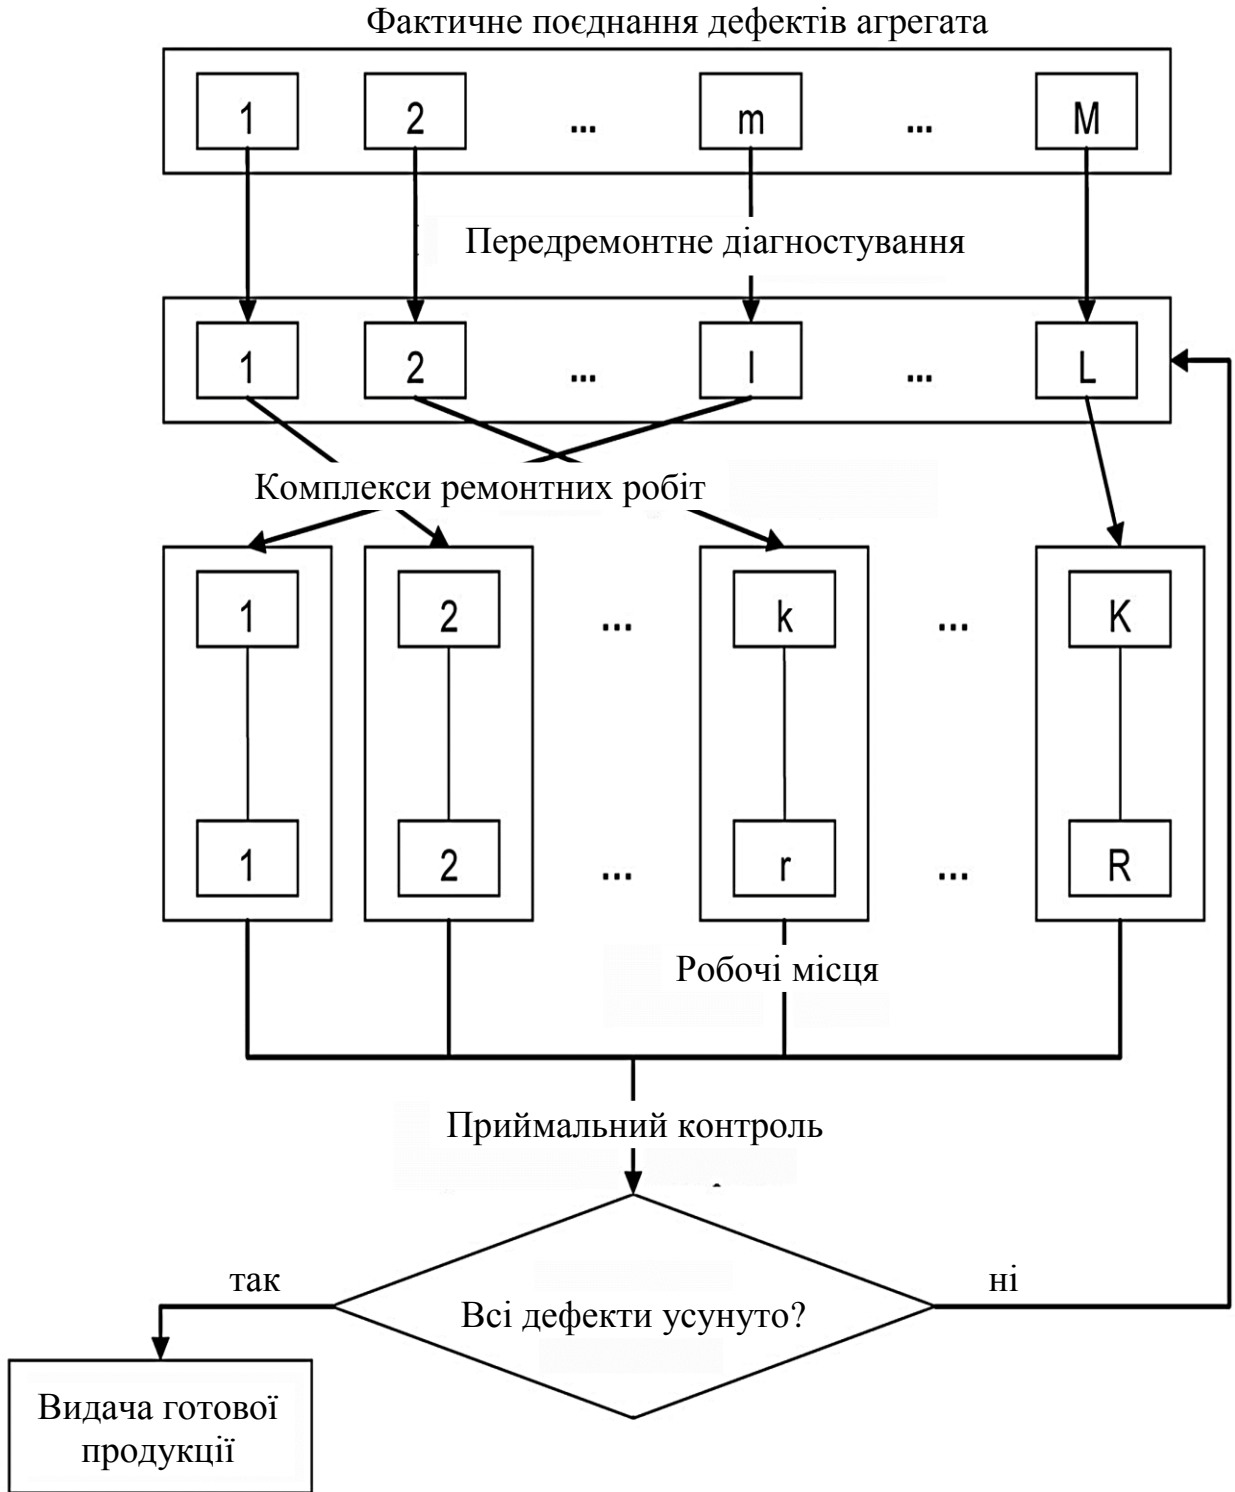 Фактичне поєднання дефектів агрегата
1 2 ... m ... M
Передремонтне діагностування
1 2 ... l ... L
Комплекси ремонтних робіт
1 2 ... k ... K
1 2 ... r ... R
Робочі місця
Приймальний контроль
так ні
Всі дефекти усунуто?
Видача готової
продукції